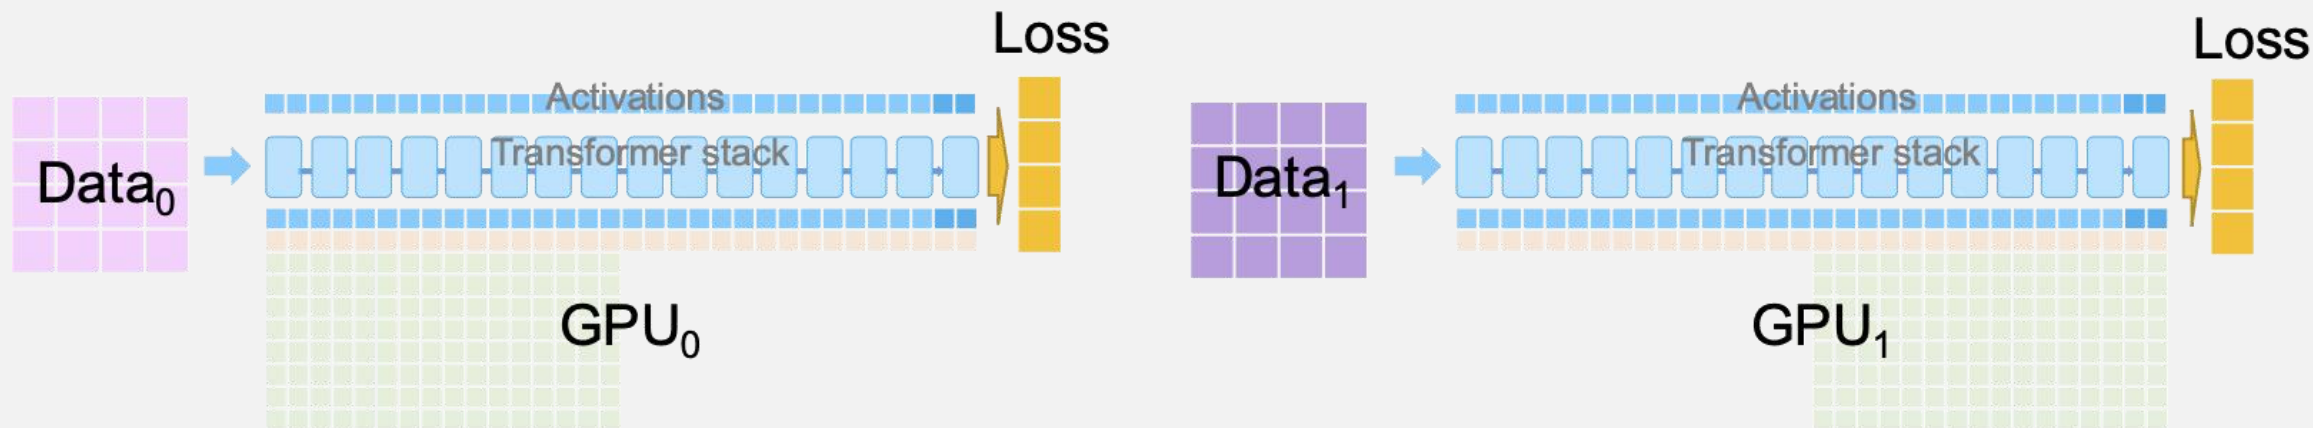 Loss
Activations
Transformer stack
Data₀
GPU₀
Loss
Activations
Transformer stack
Data₁
GPU₁